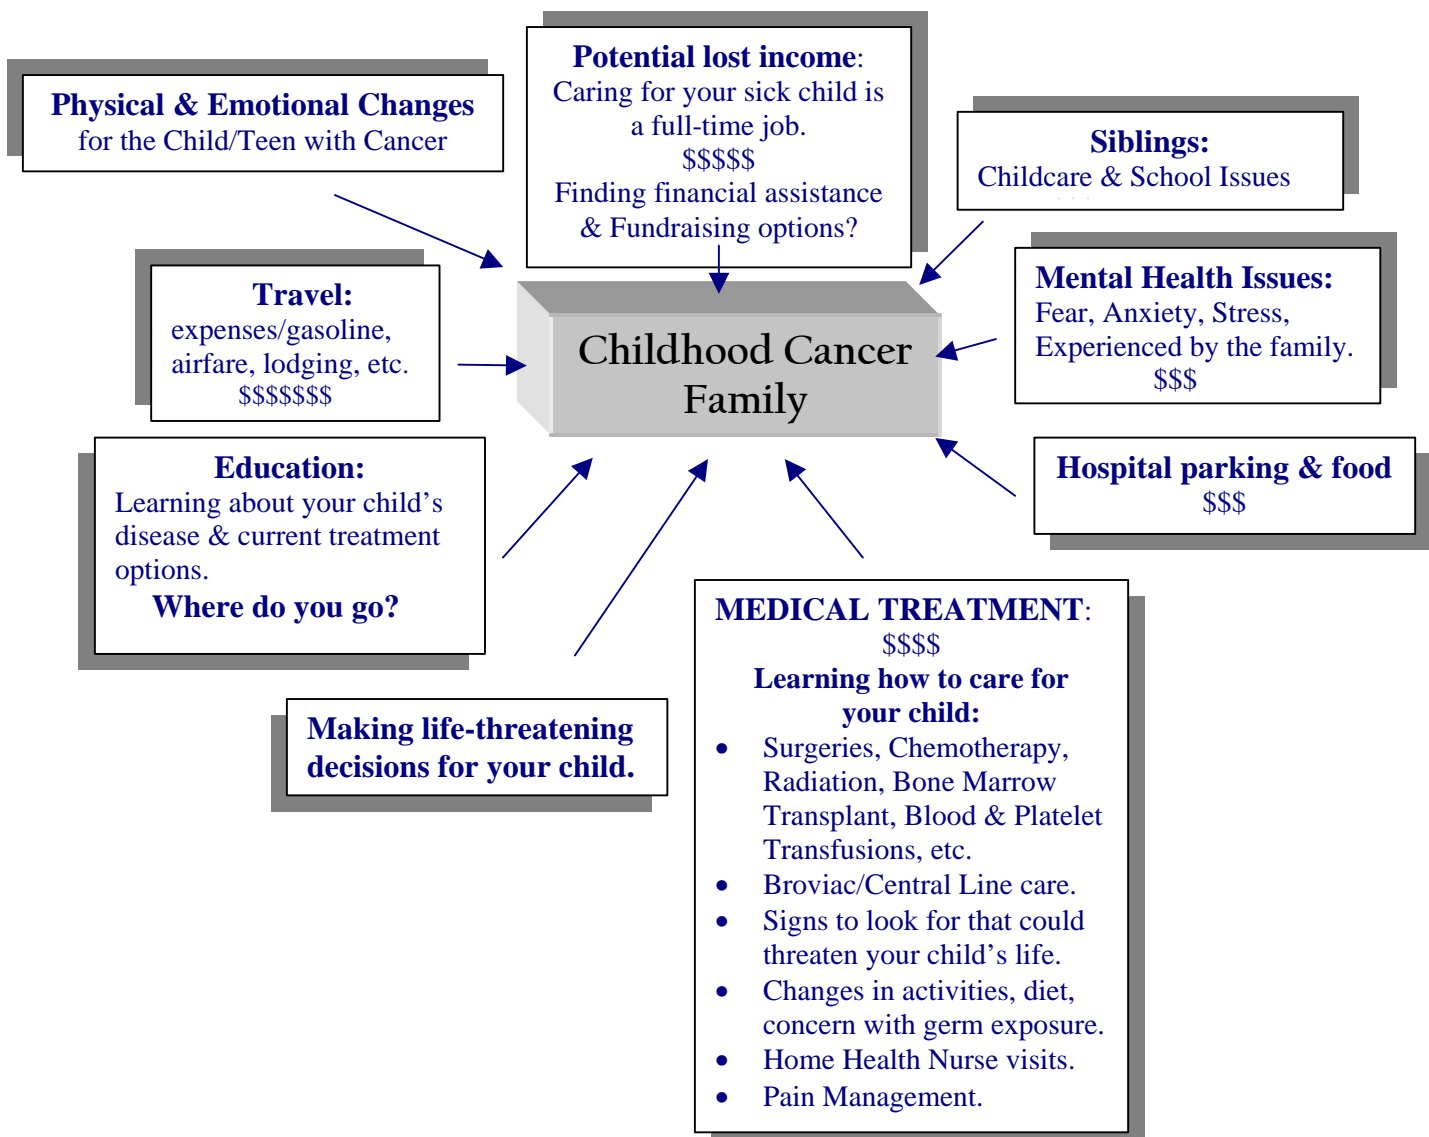 Physical & Emotional Changes
for the Child/Teen with Cancer
Potential lost income:
Caring for your sick child is
a full-time job.
$$$$$
Finding financial assistance
& Fundraising options?
Siblings:
Childcare & School Issues
Travel:
expenses/gasoline,
airfare, lodging, etc.
$$$$$$$
Childhood Cancer
Family
Mental Health Issues:
Fear, Anxiety, Stress,
Experienced by the family.
$$$
Education:
Learning about your child’s
disease & current treatment
options.
Where do you go?
Hospital parking & food
$$$
Making life-threatening
decisions for your child.
MEDICAL TREATMENT:
$$$$
Learning how to care for
your child:
• Surgeries, Chemotherapy,
Radiation, Bone Marrow
Transplant, Blood & Platelet
Transfusions, etc.
• Broviac/Central Line care.
• Signs to look for that could
threaten your child’s life.
• Changes in activities, diet,
concern with germ exposure.
• Home Health Nurse visits.
• Pain Management.